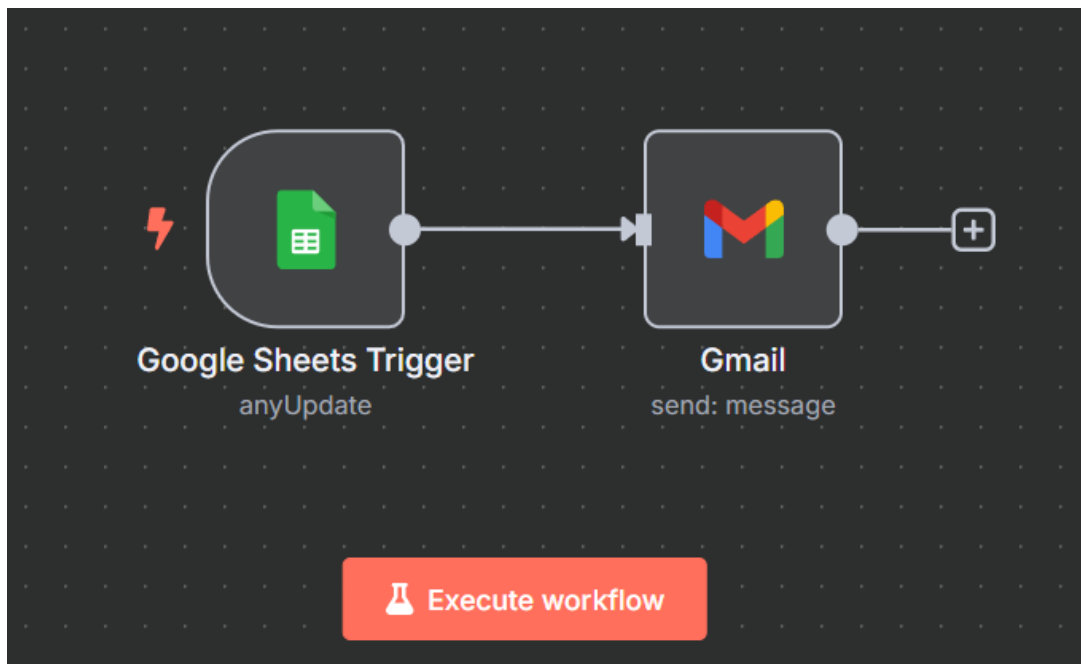 Google Sheets Trigger
anyUpdate
Gmail
send: message
Execute workflow